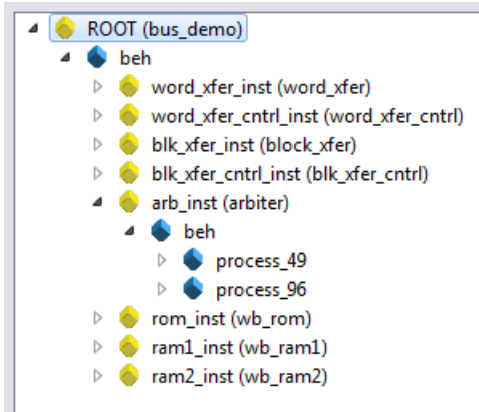 ROOT (bus_demo)
beh
word_xfer_inst (word_xfer)
word_xfer_cntrl_inst (word_xfer_cntrl)
blk_xfer_inst (block_xfer)
blk_xfer_cntrl_inst (blk_xfer_cntrl)
arb_inst (arbiter)
beh
process_49
process_96
rom_inst (wb_rom)
ram1_inst (wb_ram1)
ram2_inst (wb_ram2)